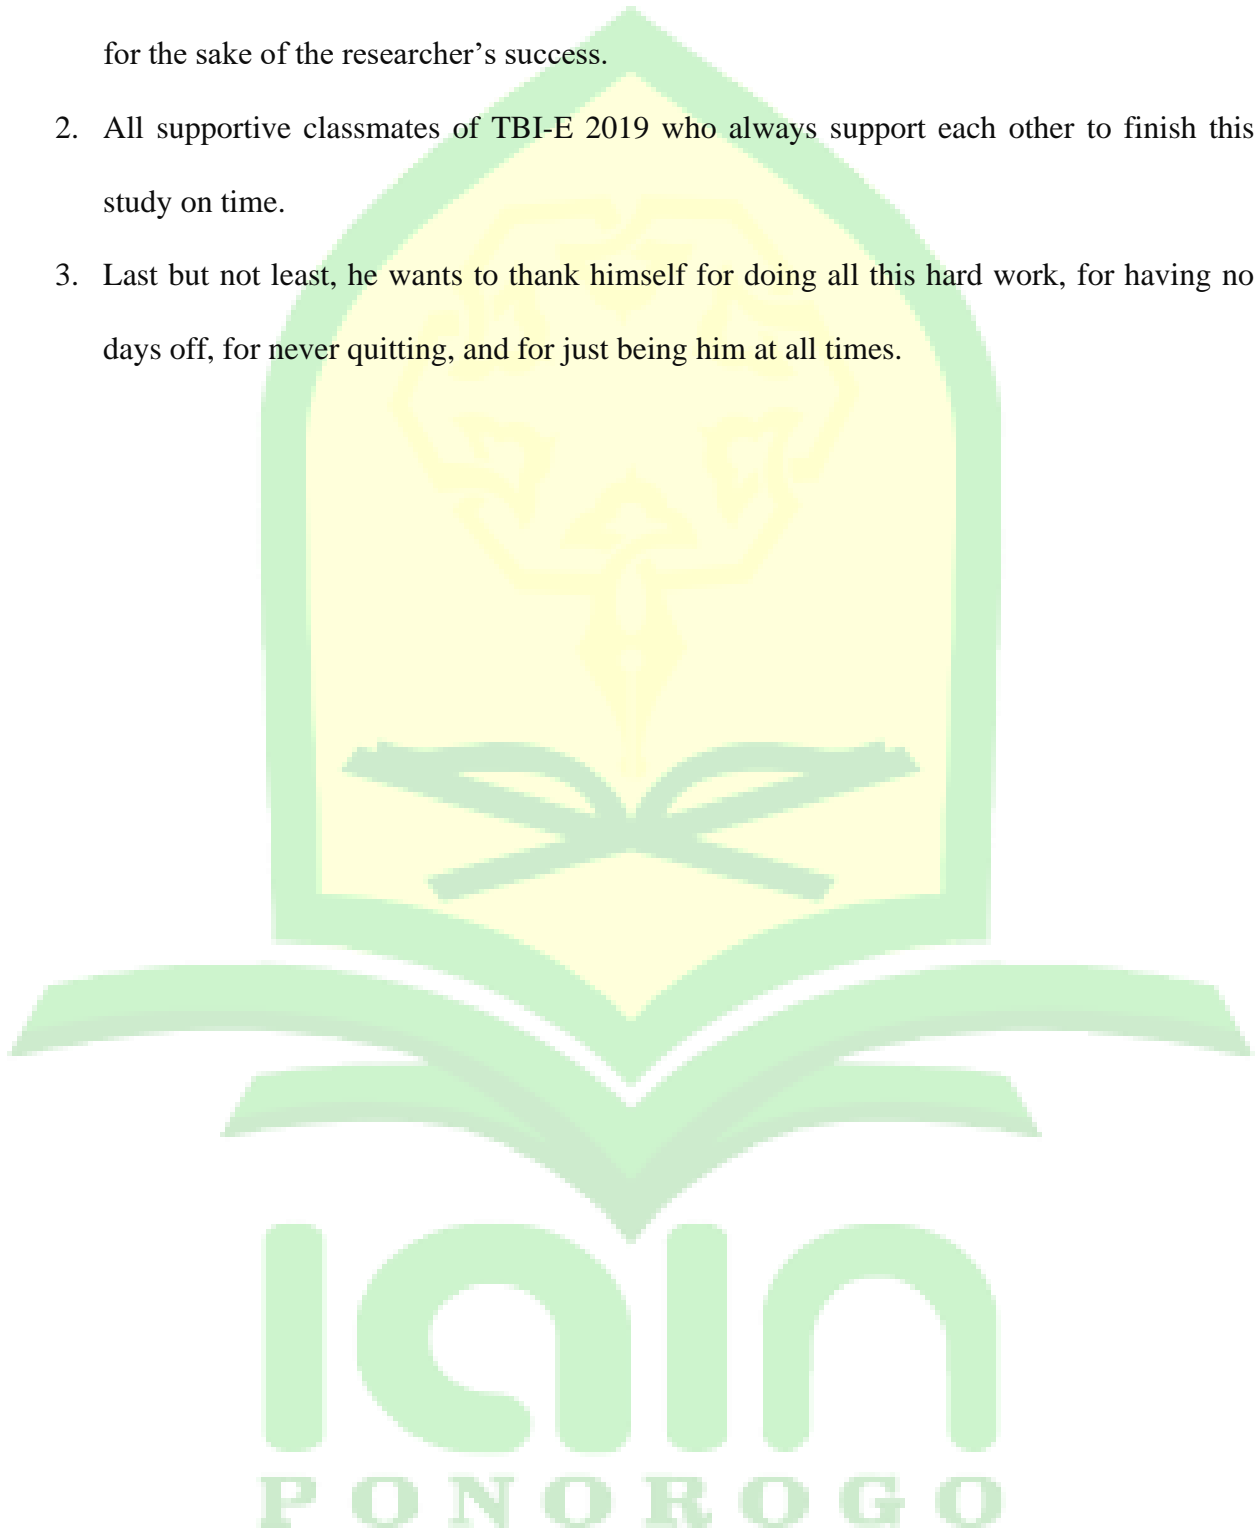 for the sake of the researcher’s success.
2. All supportive classmates of TBI-E 2019 who always support each other to finish this
study on time.
3. Last but not least, he wants to thank himself for doing all this hard work, for having no
days off, for never quitting, and for just being him at all times.
iain
PONOROGO